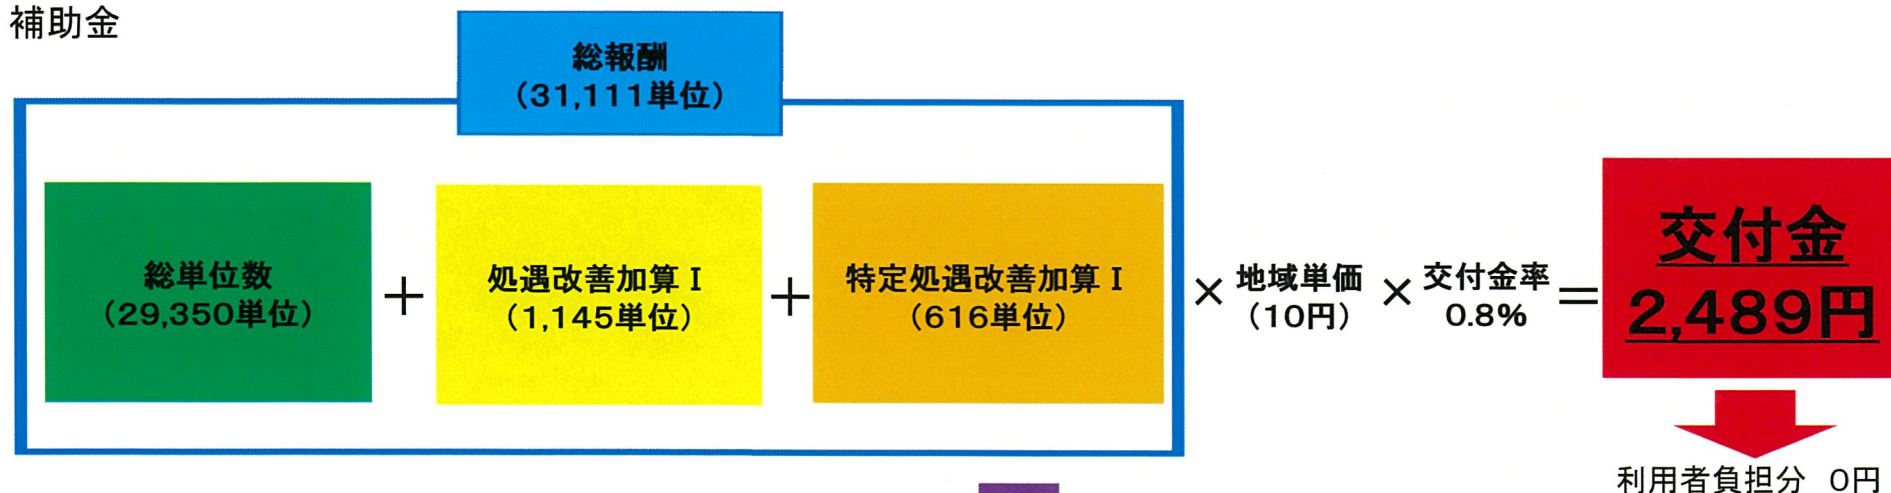 補助金
総報酬
（31,111単位）
総単位数
（29,350単位）
＋
処遇改善加算Ⅰ
（1,145単位）
＋
特定処遇改善加算Ⅰ
（616単位）
×
地域単価
（10円）
×
交付金率
0.8%
＝
交付金
2,489円
利用者負担分　0円